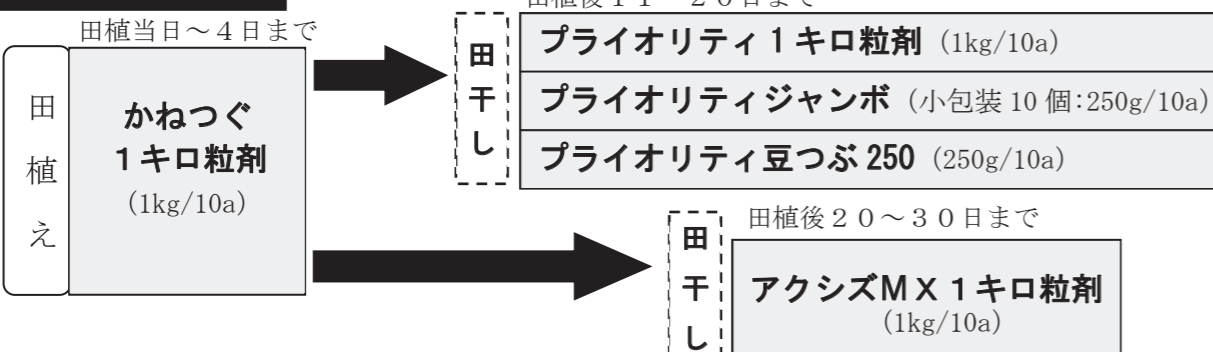 田植当日～4日まで
田植え
かねつぐ
1キロ粒剤
(1kg/10a)
田干し
プライオリティ1キロ粒剤 (1kg/10a)
プライオリティジャンボ (小包装10個:250g/10a)
プライオリティ豆つぶ250 (250g/10a)
田植後２０～３０日まで
田干し
アクシズMX 1キロ粒剤
(1kg/10a)